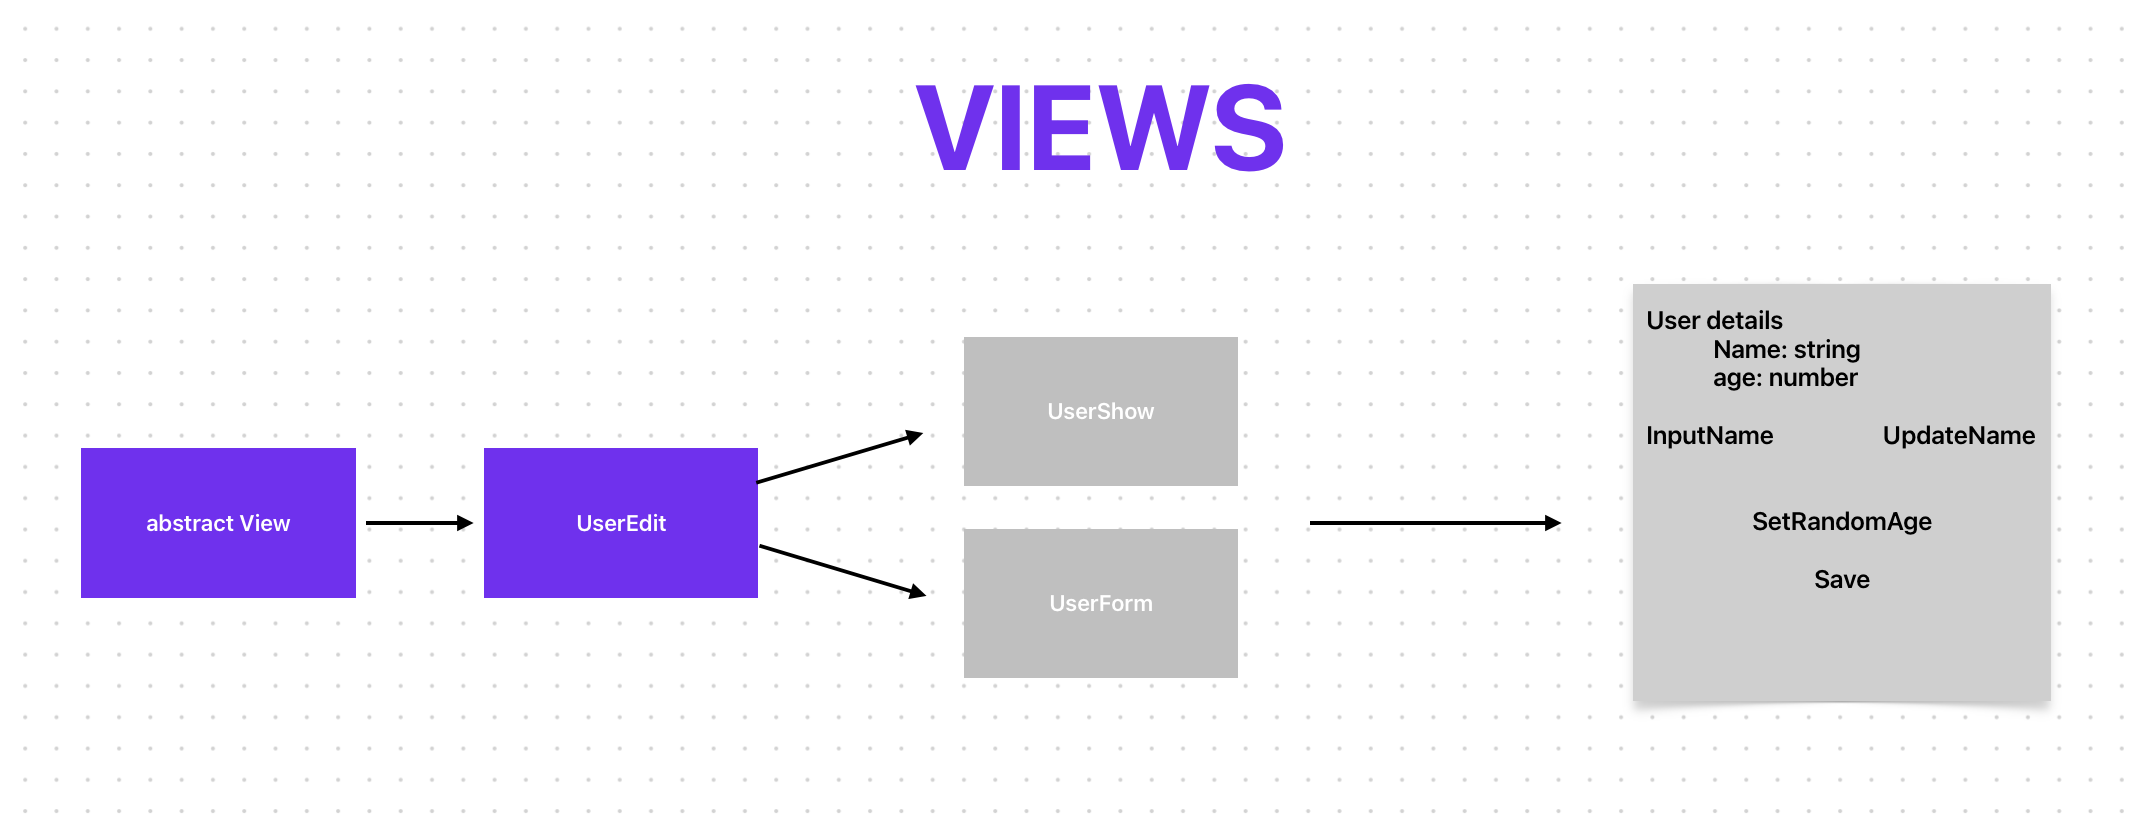 VIEWS
abstract View
UserEdit
UserShow
UserForm
User details
Name: string
age: number
InputName UpdateName
SetRandomAge
Save